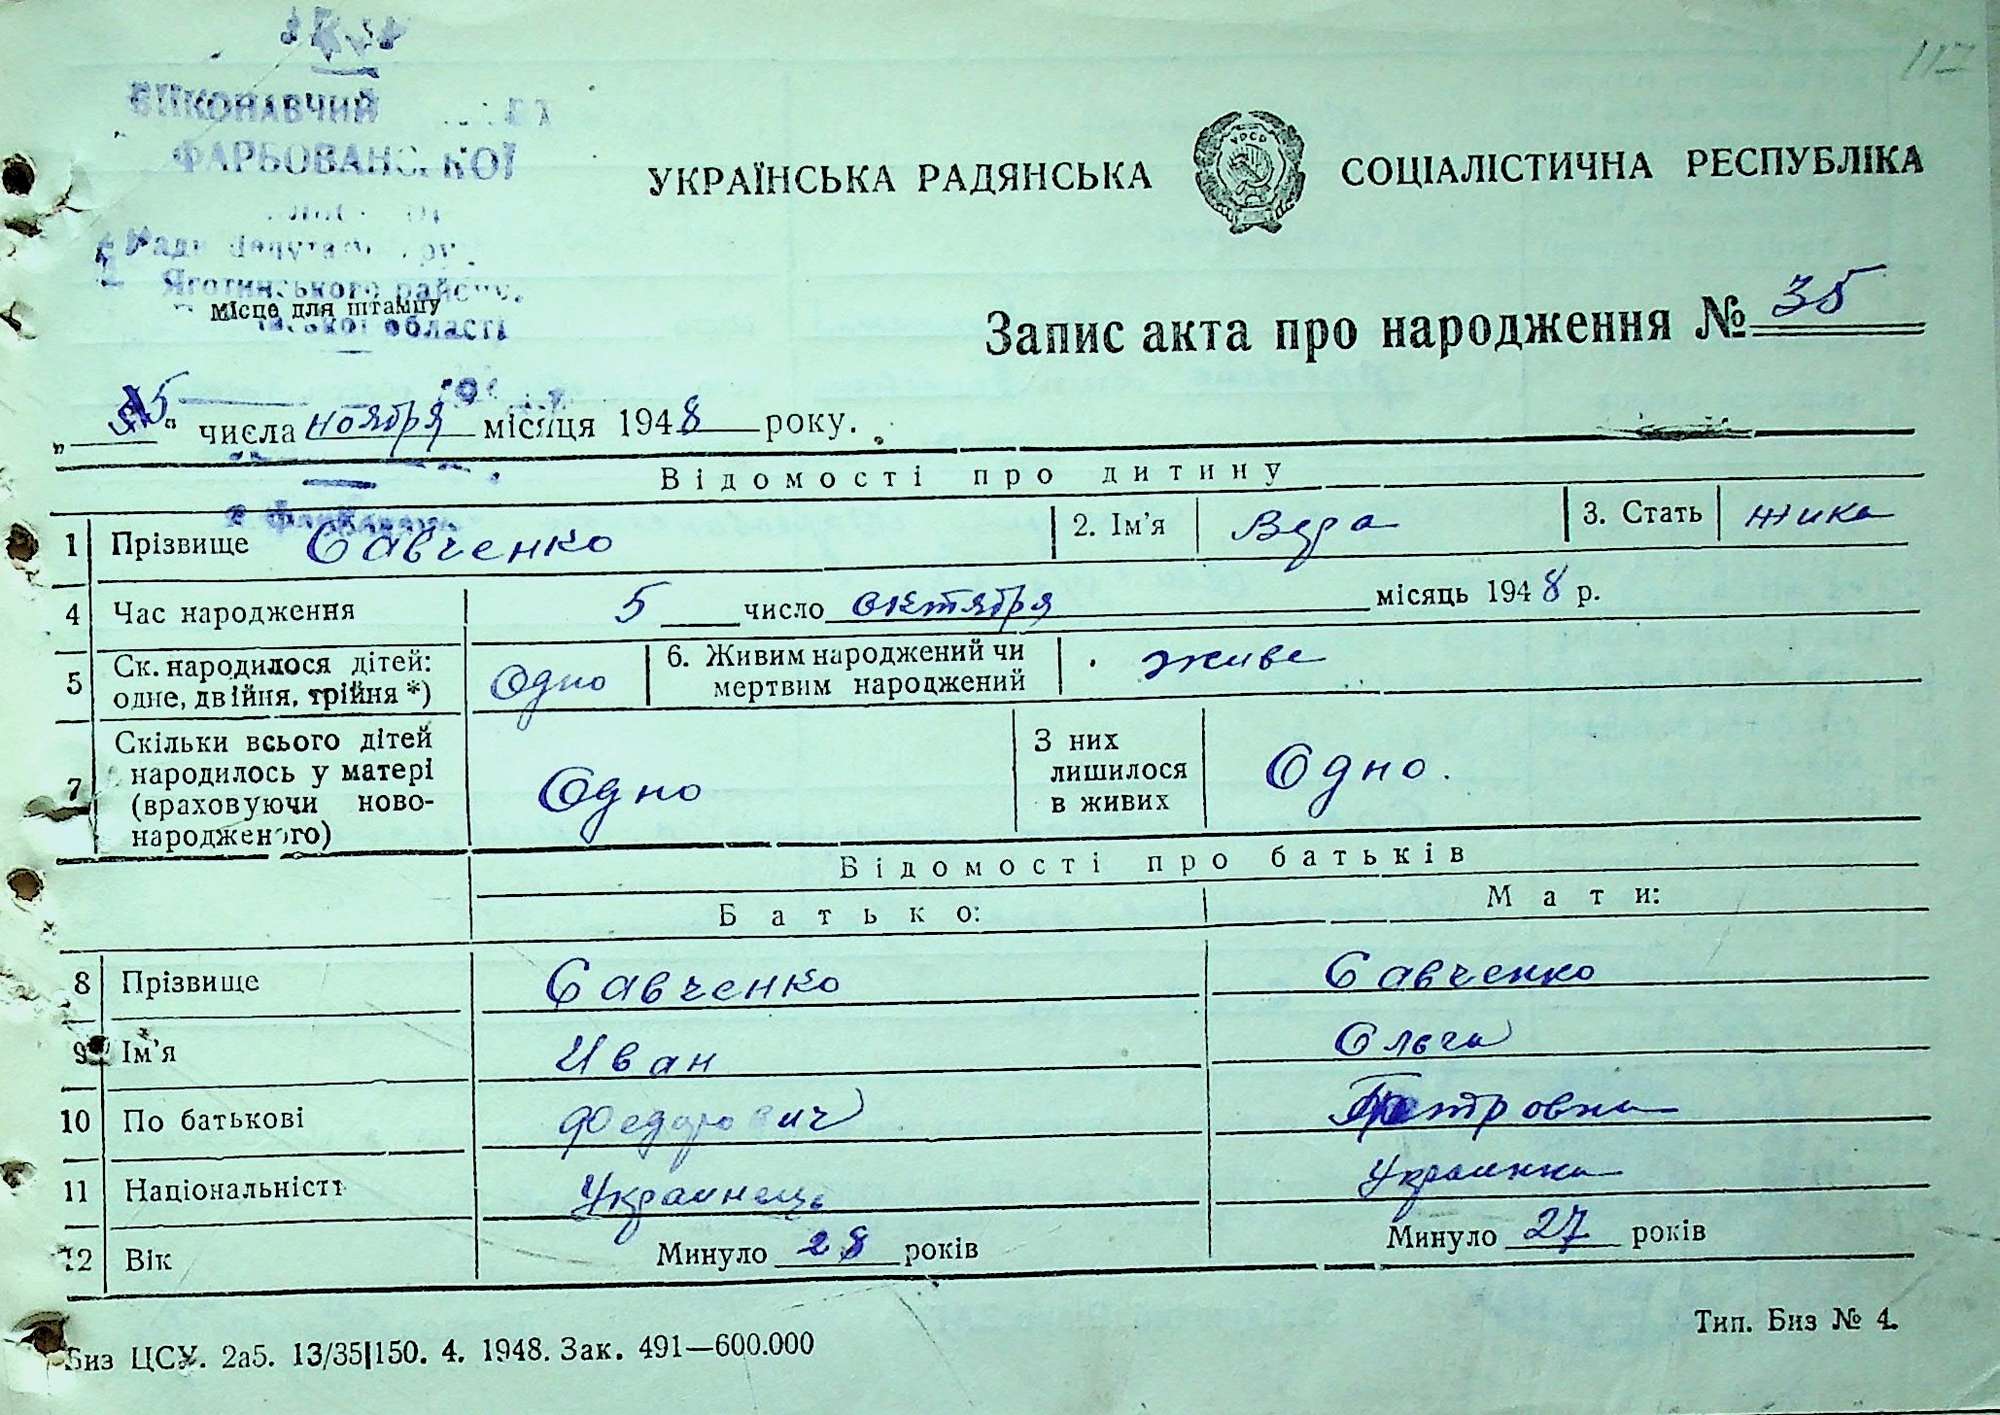 117
ВИКОНАВЧИЙ
ФАРБОВАНСЬКОЇ
Яготинського району,
області
місце для штампу
УКРАЇНСЬКА РАДЯНСЬКА СОЦІАЛІСТИЧНА РЕСПУБЛІКА
УРСР
Запис акта про народження № 35
„15“ числа ноября місяця 1948 року.
Відомості про дитину
1 Прізвище Савченко 2. Ім’я Вера 3. Стать жика
4 Час народження 5 число октября місяць 1948 р.
5 Ск. народилося дітей: одне, двійня, трійня *) Одно 6. Живим народжений чи мертвим народжений живе
7 Скільки всього дітей народилось у матері (враховуючи ново-народженого) Одно З них лишилося в живих Одно.
Відомості про батьків
Батько: Мати:
8 Прізвище Савченко Савченко
9 Ім’я Иван Ольга
10 По батькові Федорович Петровна
11 Національність Украинець Украинка
12 Вік Минуло 28 років Минуло 27 років
Биз ЦСУ. 2а5. 13/35|150. 4. 1948. Зак. 491—600.000
Тип. Биз № 4.